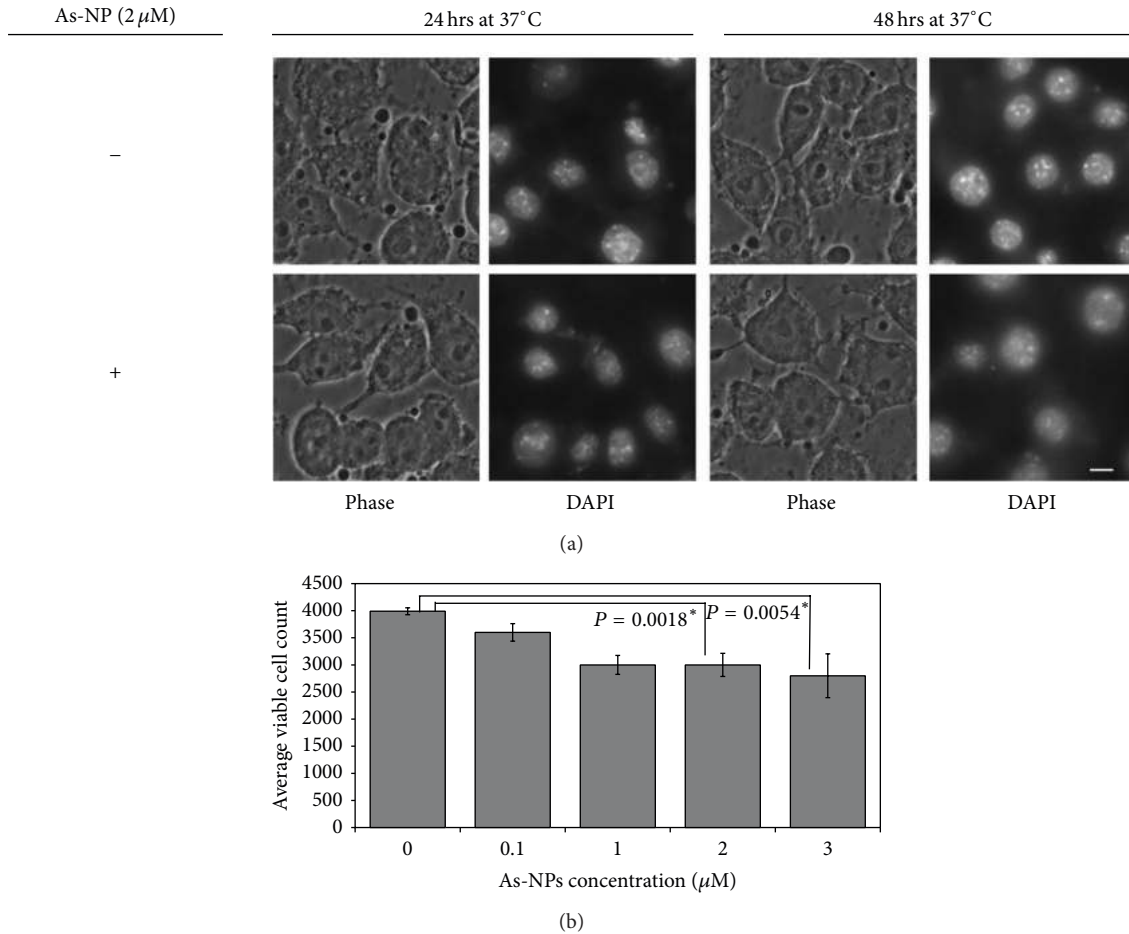 As-NP (2 μM)
24 hrs at 37°C
48 hrs at 37°C
−
+
Phase
DAPI
Phase
DAPI
(a)
4500
4000
3500
3000
2500
2000
1500
1000
500
0
Average viable cell count
P = 0.0018*
P = 0.0054*
0
0.1
1
2
3
As-NPs concentration (μM)
(b)